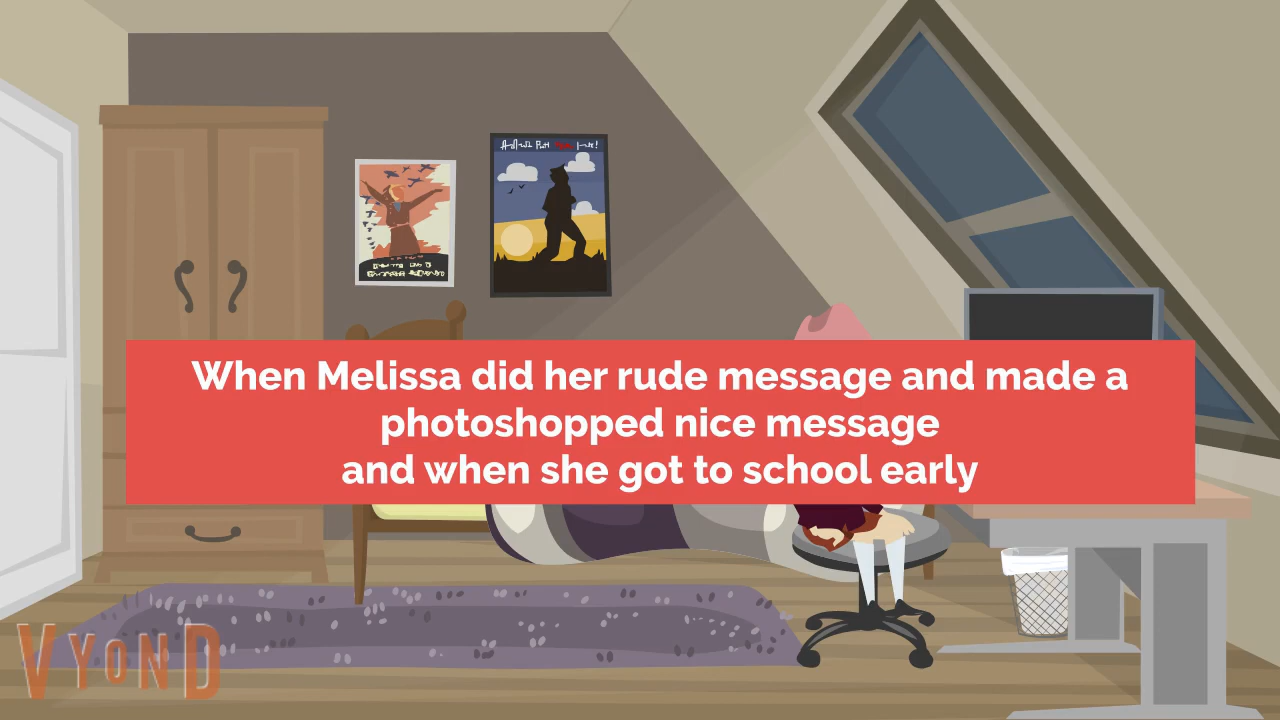 When Melissa did her rude message and made a
photoshopped nice message
and when she got to school early
VYOND